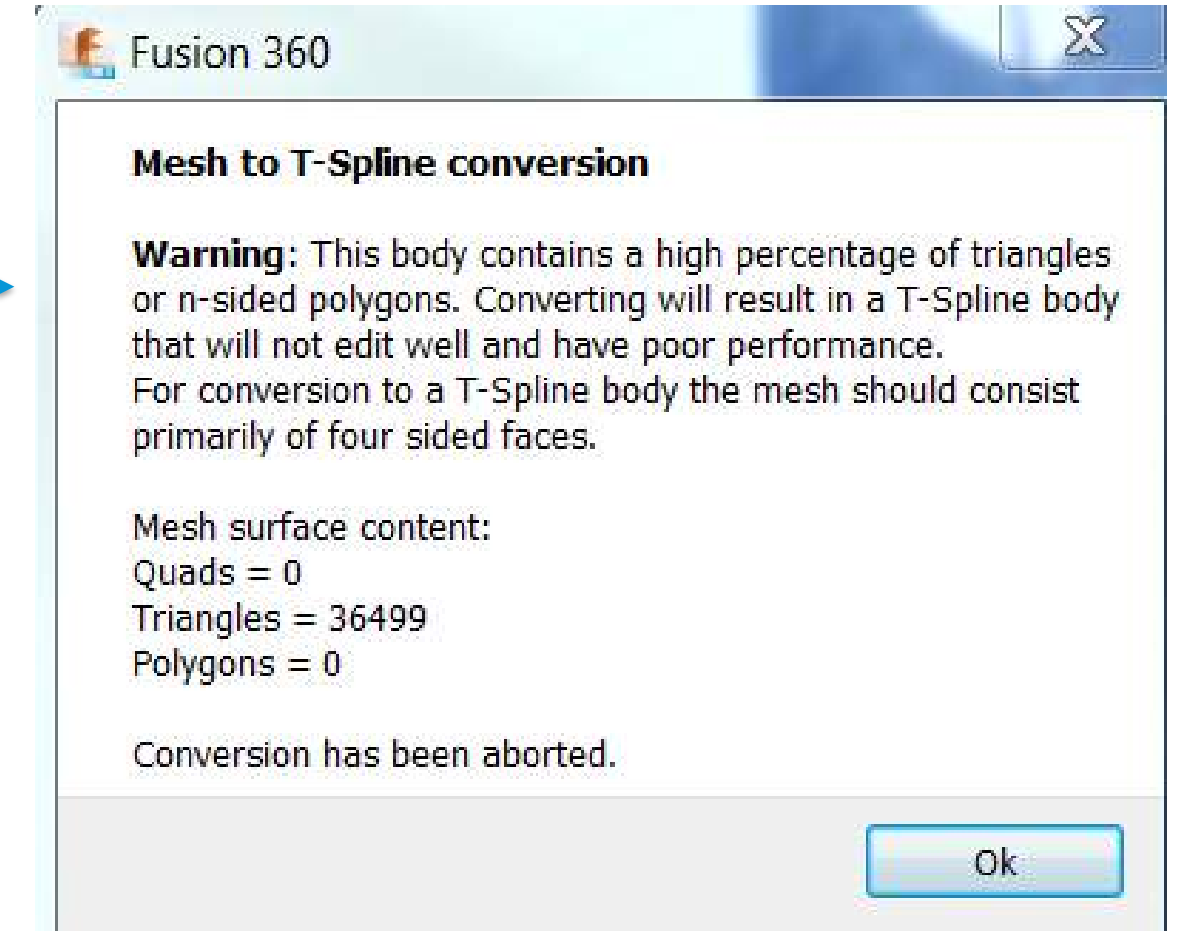 Fusion 360
Mesh to T-Spline conversion
Warning: This body contains a high percentage of triangles
or n-sided polygons. Converting will result in a T-Spline body
that will not edit well and have poor performance.
For conversion to a T-Spline body the mesh should consist
primarily of four sided faces.
Mesh surface content:
Quads = 0
Triangles = 36499
Polygons = 0
Conversion has been aborted.
Ok